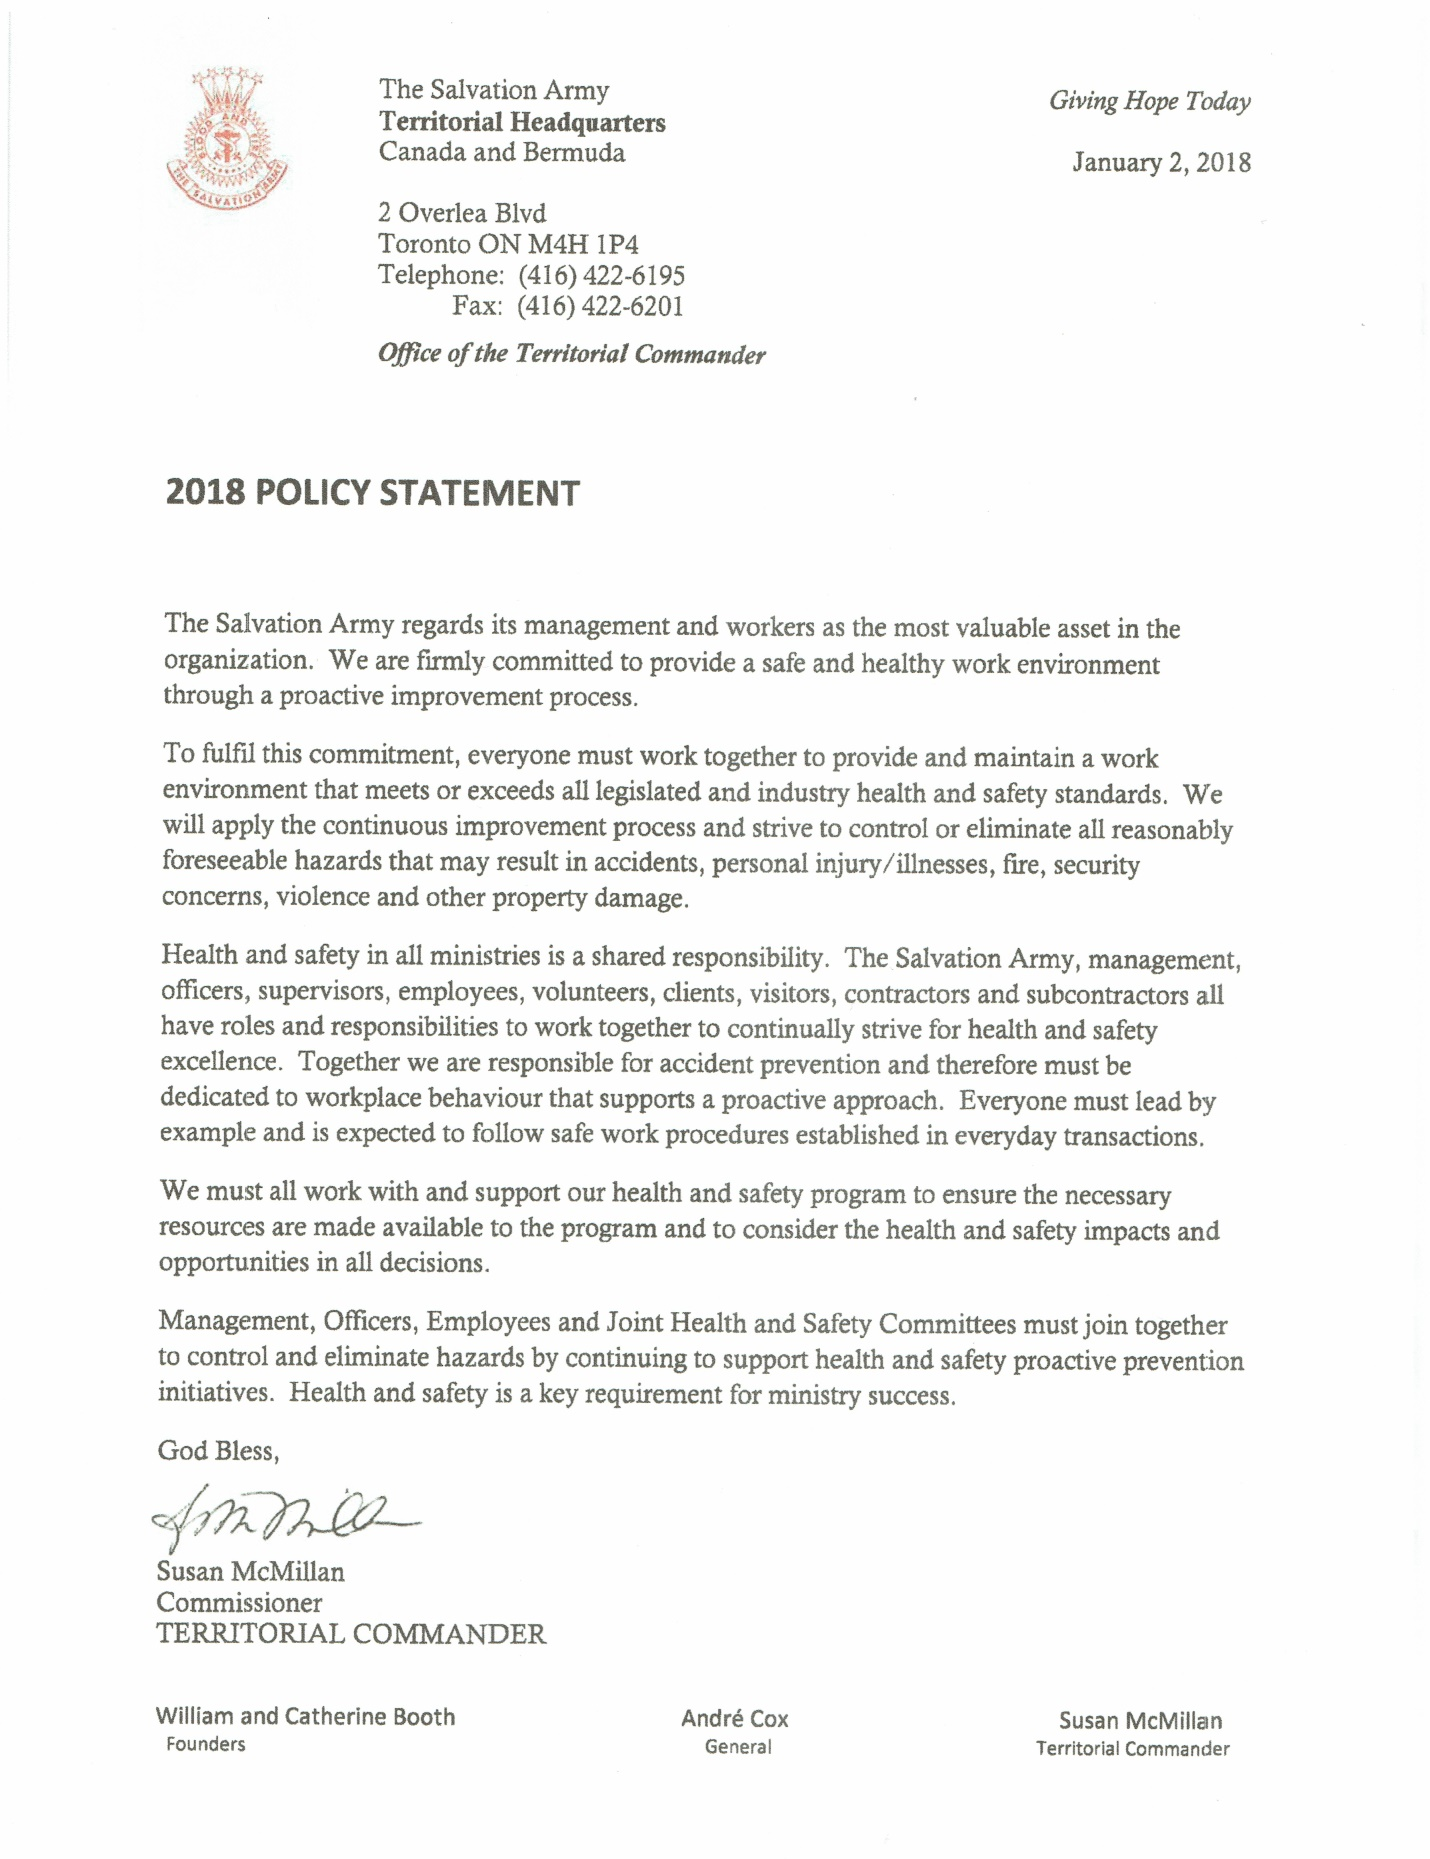 BLOOD AND FIRE
THE SALVATION ARMY
The Salvation Army
Territorial Headquarters
Canada and Bermuda
Giving Hope Today
January 2, 2018
2 Overlea Blvd
Toronto ON M4H 1P4
Telephone: (416) 422-6195
Fax: (416) 422-6201
Office of the Territorial Commander
2018 POLICY STATEMENT
The Salvation Army regards its management and workers as the most valuable asset in the
organization. We are firmly committed to provide a safe and healthy work environment
through a proactive improvement process.
To fulfil this commitment, everyone must work together to provide and maintain a work
environment that meets or exceeds all legislated and industry health and safety standards. We
will apply the continuous improvement process and strive to control or eliminate all reasonably
foreseeable hazards that may result in accidents, personal injury/illnesses, fire, security
concerns, violence and other property damage.
Health and safety in all ministries is a shared responsibility. The Salvation Army, management,
officers, supervisors, employees, volunteers, clients, visitors, contractors and subcontractors all
have roles and responsibilities to work together to continually strive for health and safety
excellence. Together we are responsible for accident prevention and therefore must be
dedicated to workplace behaviour that supports a proactive approach. Everyone must lead by
example and is expected to follow safe work procedures established in everyday transactions.
We must all work with and support our health and safety program to ensure the necessary
resources are made available to the program and to consider the health and safety impacts and
opportunities in all decisions.
Management, Officers, Employees and Joint Health and Safety Committees must join together
to control and eliminate hazards by continuing to support health and safety proactive prevention
initiatives. Health and safety is a key requirement for ministry success.
God Bless,
Susan McMillan
Commissioner
TERRITORIAL COMMANDER
William and Catherine Booth
Founders
André Cox
General
Susan McMillan
Territorial Commander